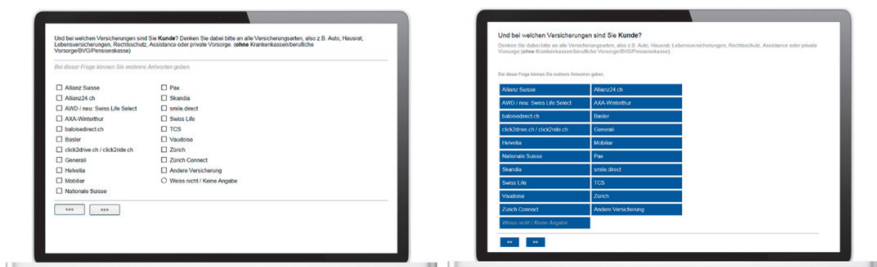 Und bei welchen Versicherungen sind Sie Kunde? Denken Sie dabei bitte an alle Versicherungsarten, also z.B. Auto, Hausrat,
Lebensversicherungen, Rechtsschutz, Assistance oder private Vorsorge. (ohne Krankenkassen/berufliche
Vorsorge/BVG/Pensionskasse)
Bei dieser Frage können Sie mehrere Antworten geben.
Allianz Suisse
Allianz24.ch
AWD / neu: Swiss Life Select
AXA-Winterthur
baloisedirect.ch
Basler
click2drive.ch / click2ride.ch
Generali
Helvetia
Mobiliar
Nationale Suisse
Pax
Skandia
smile.direct
Swiss Life
TCS
Vaudoise
Zürich
Zürich Connect
Andere Versicherung
Weiss nicht / Keine Angabe
<<< >>>
Und bei welchen Versicherungen sind Sie Kunde?
Denken Sie dabei bitte an alle Versicherungsarten, also z.B. Auto, Hausrat, Lebensversicherungen, Rechtsschutz, Assistance oder private
Vorsorge (ohne Krankenkassen/berufliche Vorsorge/BVG/Pensionskasse)
Bei dieser Frage können Sie mehrere Antworten geben.
Allianz Suisse Allianz24.ch
AWD / neu: Swiss Life Select AXA-Winterthur
baloisedirect.ch Basler
click2drive.ch / click2ride.ch Generali
Helvetia Mobiliar
Nationale Suisse Pax
Skandia smile.direct
Swiss Life TCS
Vaudoise Zürich
Zürich Connect Andere Versicherung
Weiss nicht / Keine Angabe
<< >>